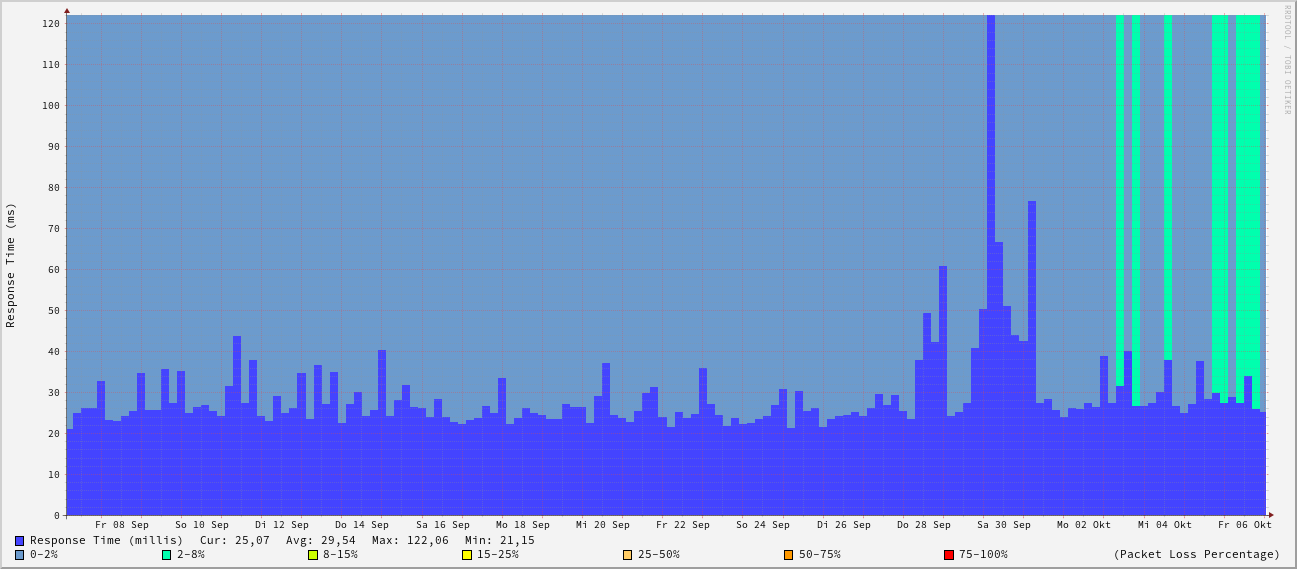 120
110
100
90
80
70
60
50
40
30
20
10
0
Response Time (ms)
RRDTOOL / TOBI OETIKER
Fr 08 Sep So 10 Sep Di 12 Sep Do 14 Sep Sa 16 Sep Mo 18 Sep Mi 20 Sep Fr 22 Sep So 24 Sep Di 26 Sep Do 28 Sep Sa 30 Sep Mo 02 Okt Mi 04 Okt Fr 06 Okt
Response Time (millis) Cur: 25,07 Avg: 29,54 Max: 122,06 Min: 21,15
0-2% 2-8% 8-15% 15-25% 25-50% 50-75% 75-100% (Packet Loss Percentage)